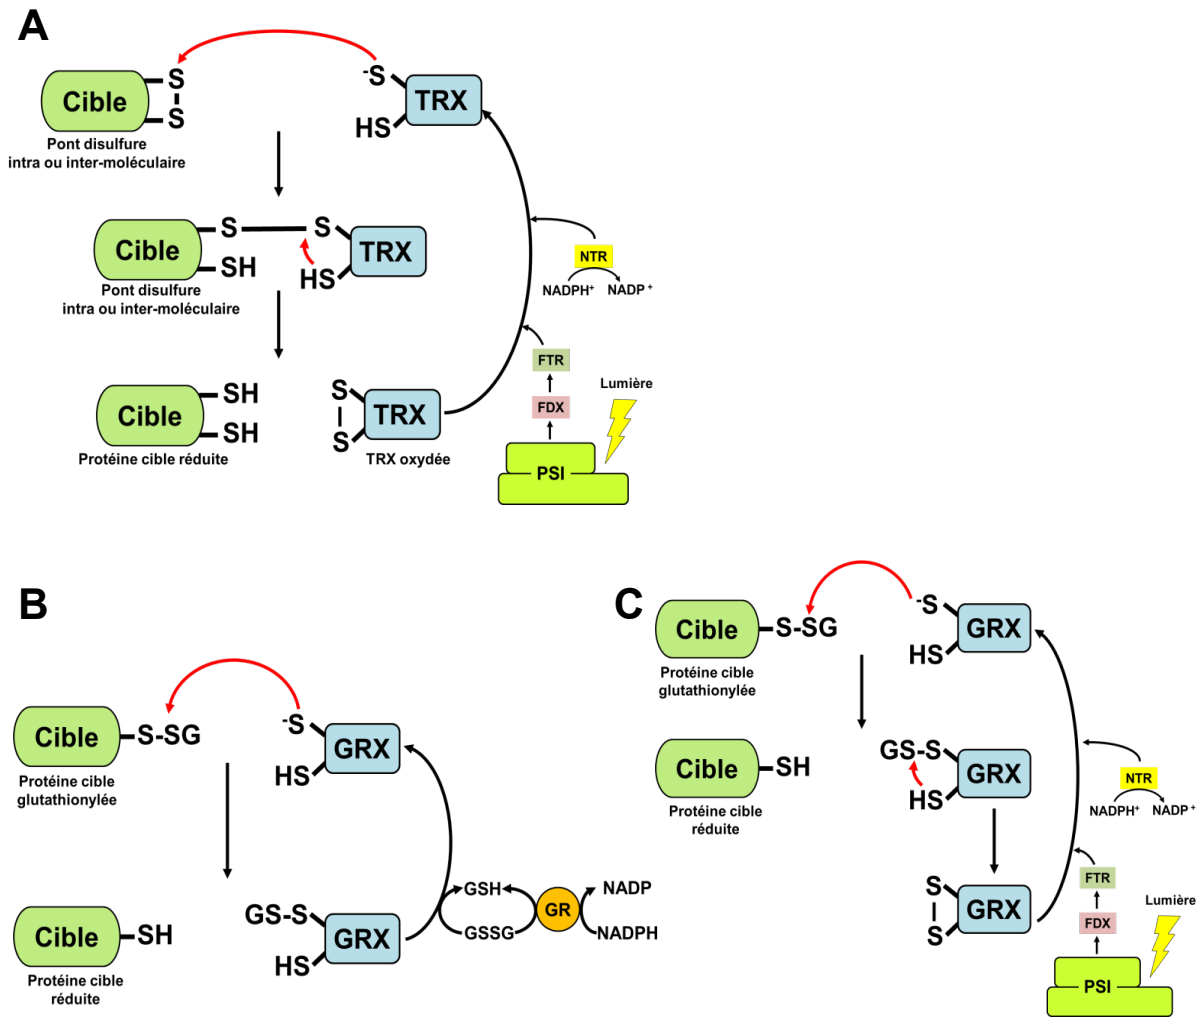 A
Cible
S
S
Pont disulfure
intra ou inter-moléculaire
-S
HS
TRX
Cible
S
SH
S
HS
TRX
Pont disulfure
intra ou inter-moléculaire
NTR
NADPH+
NADP +
Cible
SH
SH
Protéine cible réduite
S
S
TRX
TRX oxydée
FTR
FDX
PSI
Lumière
B
Cible
S-SG
Protéine cible
glutathionylée
-S
HS
GRX
Cible
SH
Protéine cible
réduite
GS-S
HS
GRX
GSH
GSSG
GR
NADP
NADPH
C
Cible
S-SG
Protéine cible
glutathionylée
-S
HS
GRX
Cible
SH
Protéine cible
réduite
GS-S
HS
GRX
NTR
NADPH+
NADP +
S
S
GRX
FTR
FDX
PSI
Lumière